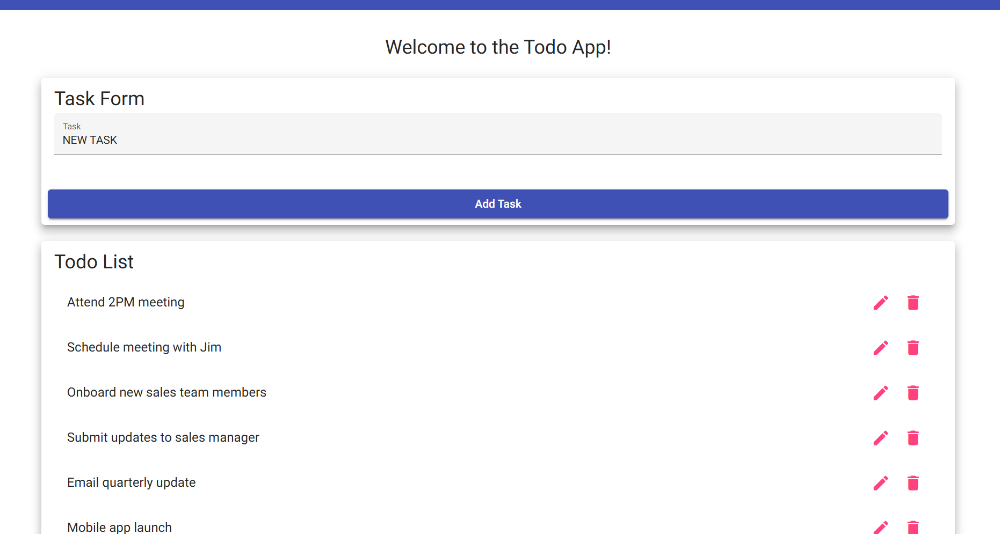 Welcome to the Todo App!
Task Form
Task
NEW TASK
Add Task
Todo List
Attend 2PM meeting
Schedule meeting with Jim
Onboard new sales team members
Submit updates to sales manager
Email quarterly update
Mobile app launch